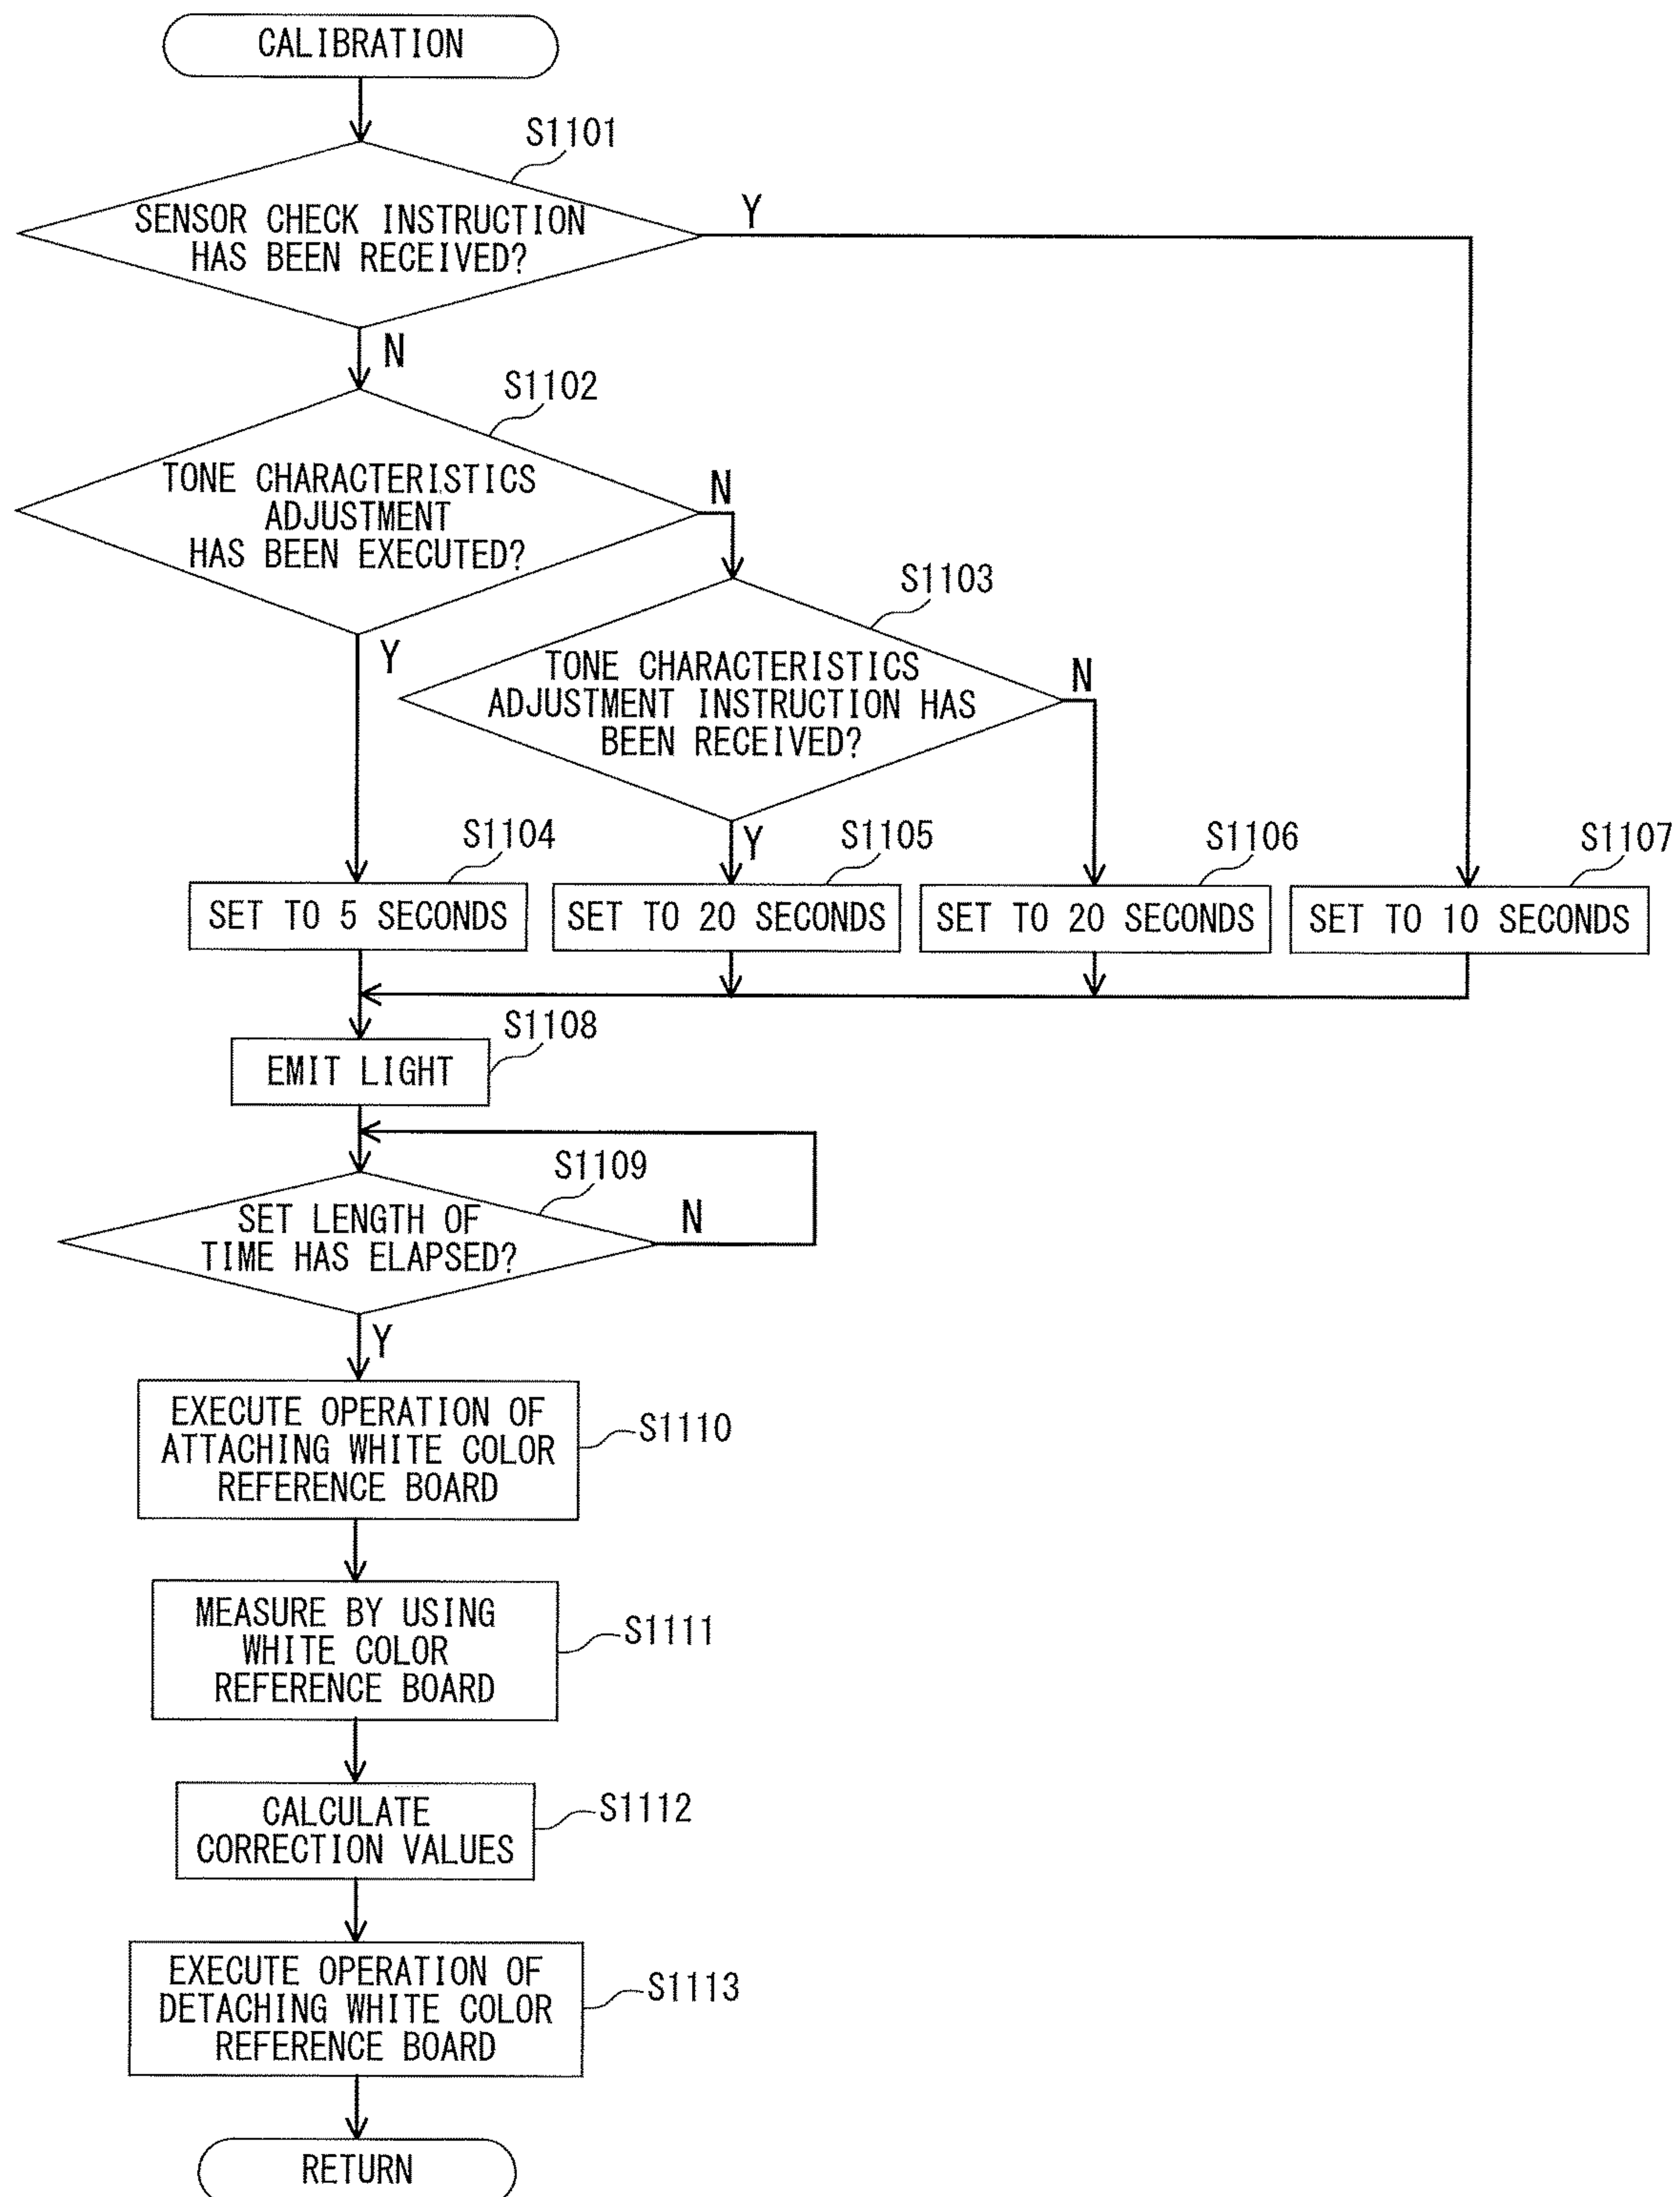 CALIBRATION
S1101
SENSOR CHECK INSTRUCTION
HAS BEEN RECEIVED?
Y
N
S1102
TONE CHARACTERISTICS
ADJUSTMENT
HAS BEEN EXECUTED?
N
Y
S1103
TONE CHARACTERISTICS
ADJUSTMENT INSTRUCTION HAS
BEEN RECEIVED?
N
Y
S1104
SET TO 5 SECONDS
S1105
SET TO 20 SECONDS
S1106
SET TO 20 SECONDS
S1107
SET TO 10 SECONDS
S1108
EMIT LIGHT
S1109
SET LENGTH OF
TIME HAS ELAPSED?
N
Y
EXECUTE OPERATION OF
ATTACHING WHITE COLOR
REFERENCE BOARD
S1110
MEASURE BY USING
WHITE COLOR
REFERENCE BOARD
S1111
CALCULATE
CORRECTION VALUES
S1112
EXECUTE OPERATION OF
DETACHING WHITE COLOR
REFERENCE BOARD
S1113
RETURN